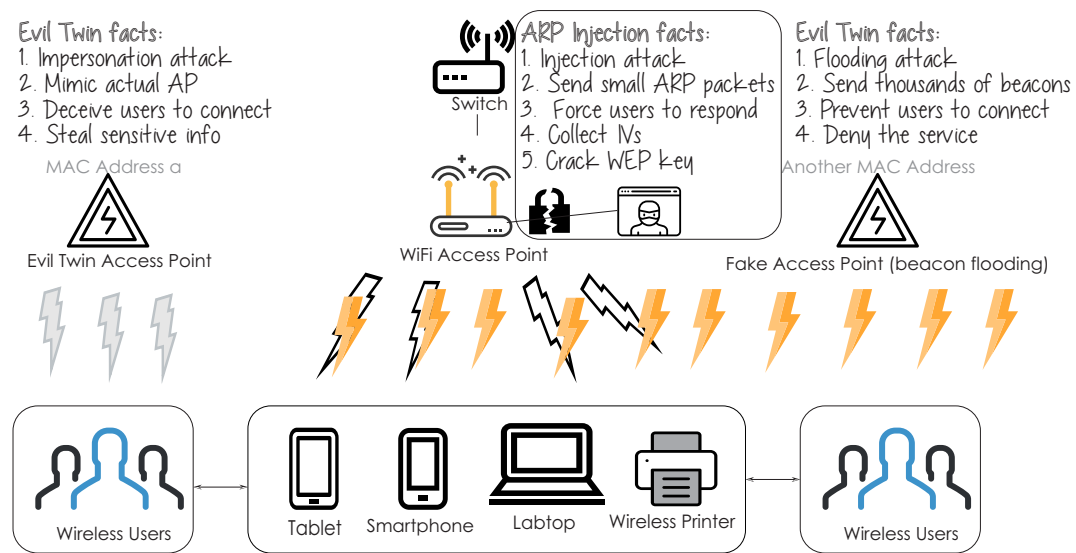 Evil Twin facts:
1. Impersonation attack
2. Mimic actual AP
3. Deceive users to connect
4. Steal sensitive info
MAC Address a
Evil Twin Access Point
Switch
WiFi Access Point
ARP Injection facts:
1. Injection attack
2. Send small ARP packets
3. Force users to respond
4. Collect IVs
5. Crack WEP key
Evil Twin facts:
1. Flooding attack
2. Send thousands of beacons
3. Prevent users to connect
4. Deny the service
Another MAC Address
Fake Access Point (beacon flooding)
Wireless Users
Tablet
Smartphone
Labtop
Wireless Printer
Wireless Users